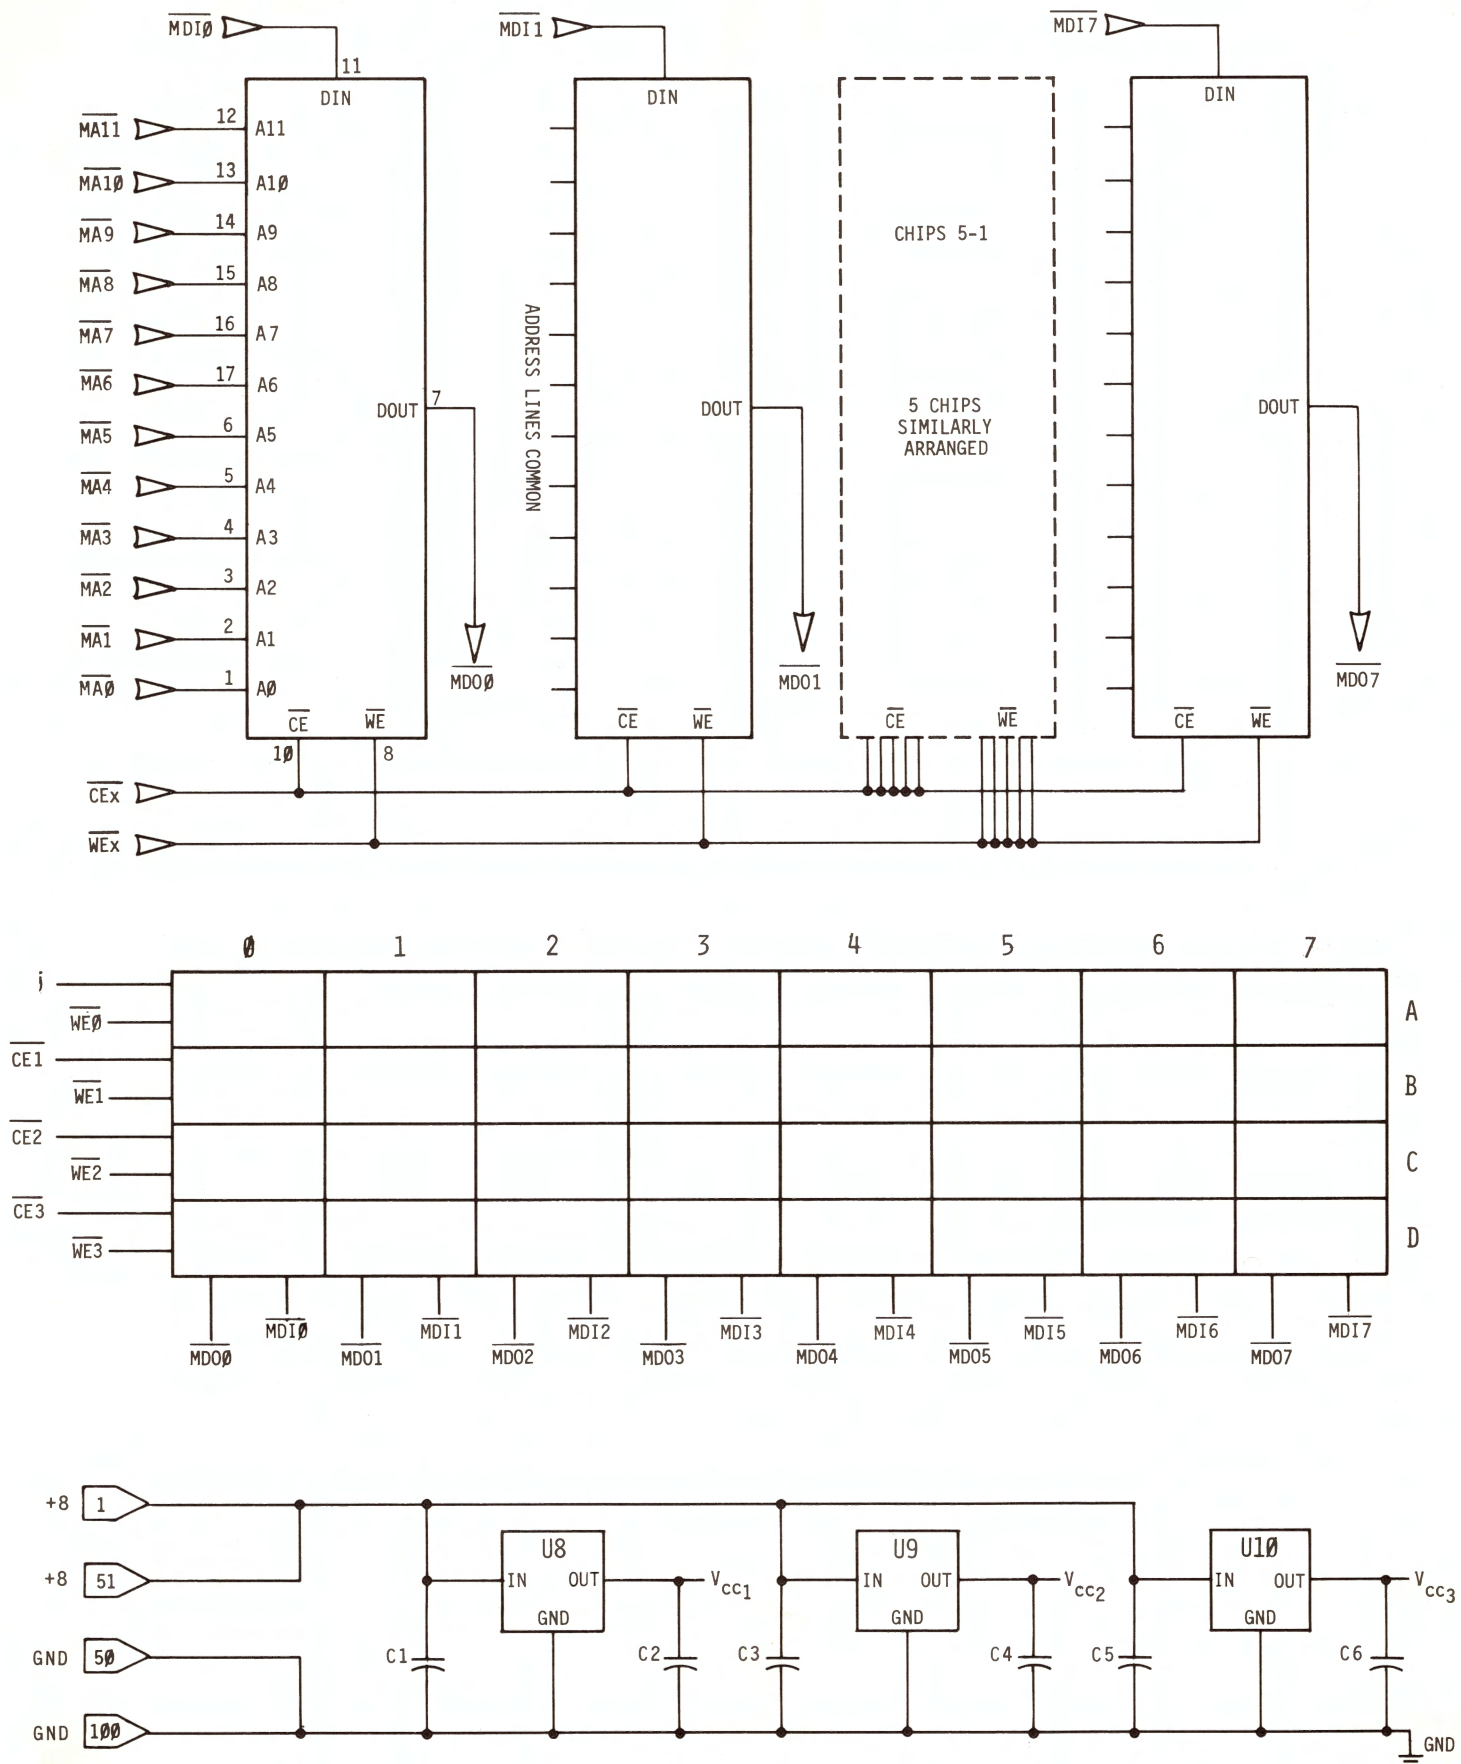 MDIØ MDI1 MDI7
11
DIN DIN DIN
MA11 12 A11
MA1Ø 13 A1Ø
MA9 14 A9 CHIPS 5-1
MA8 15 A8
MA7 16 A7
MA6 17 A6
ADDRESS LINES COMMON
DOUT 7 DOUT DOUT
5 CHIPS
SIMILARLY
ARRANGED
MA5 6 A5
MA4 5 A4
MA3 4 A3
MA2 3 A2
MA1 2 A1
MAØ 1 AØ
MDOØ MDO1 MDO7
CE WE CE WE CE WE CE WE
1Ø 8
CEx
WEx
Ø 1 2 3 4 5 6 7
WEØ A
CE1
WE1 B
CE2
WE2 C
CE3
WE3 D
MDIØ MDI1 MDI2 MDI3 MDI4 MDI5 MDI6 MDI7
MDOØ MDO1 MDO2 MDO3 MDO4 MDO5 MDO6 MDO7
+8 1
U8 U9 U1Ø
+8 51 IN OUT Vcc1 IN OUT Vcc2 IN OUT Vcc3
GND GND GND
GND 5Ø C1 C2 C3 C4 C5 C6
GND 1ØØ GND